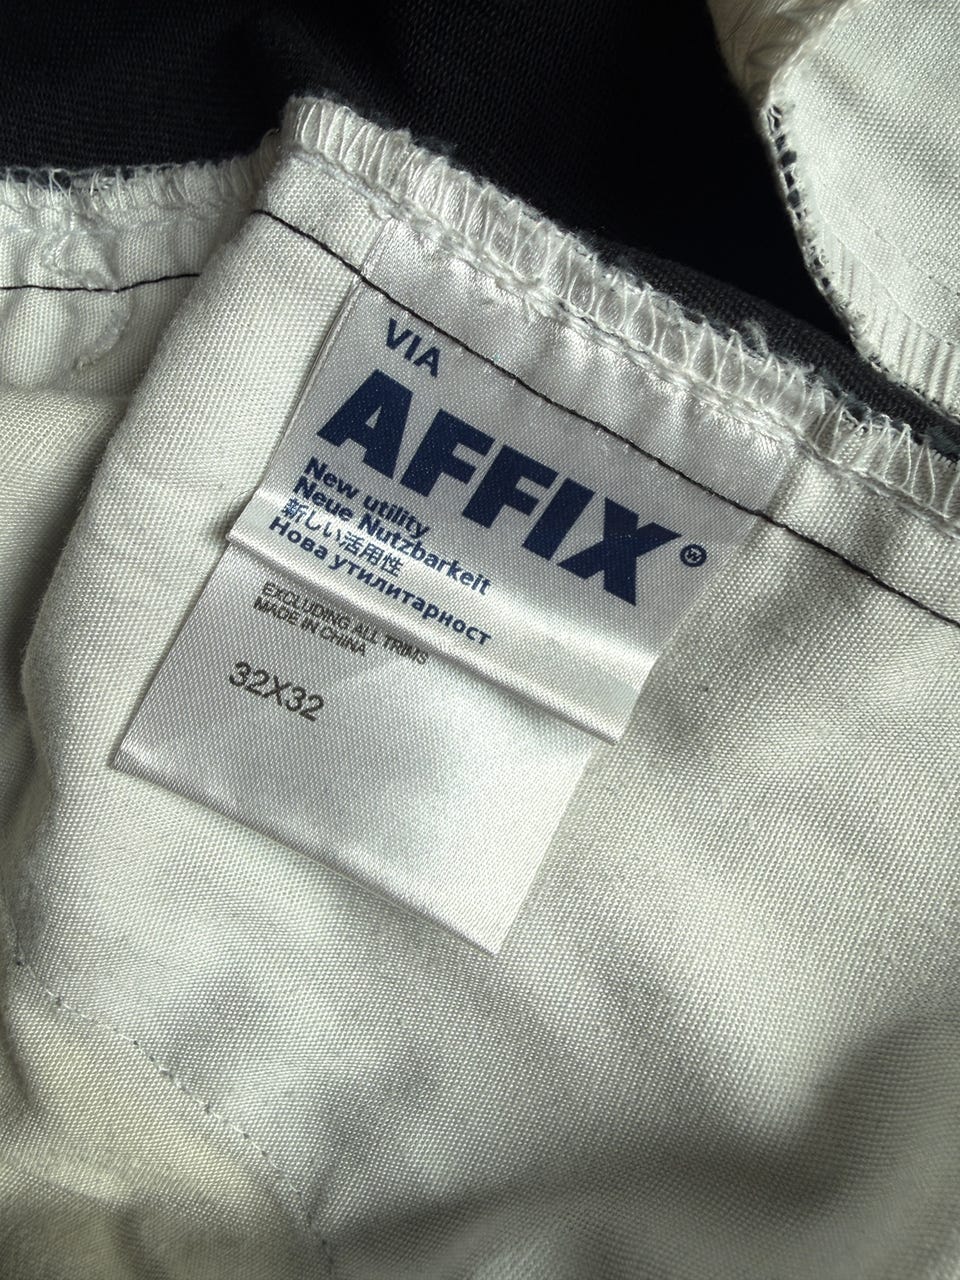 VIA
AFFIX®
New utility
Neue Nutzbarkeit
新しい活用性
Нова утилитарност
EXCLUDING ALL TRIMS
MADE IN CHINA
32X32